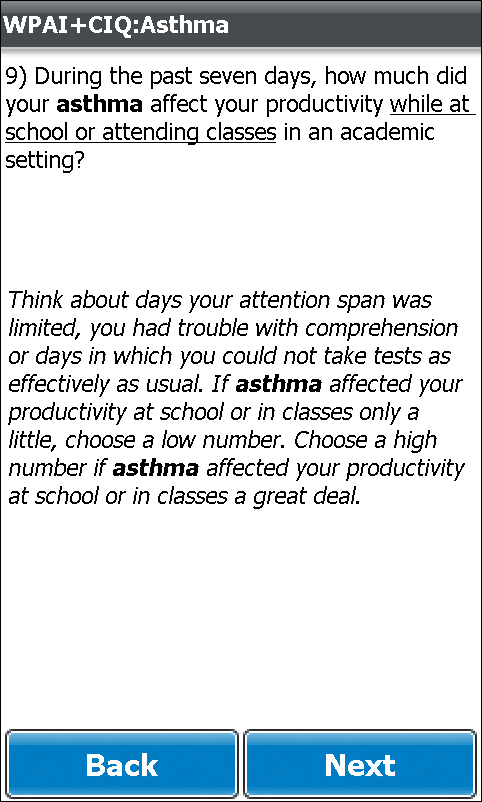 WPAI+CIQ:Asthma
9) During the past seven days, how much did
your asthma affect your productivity while at
school or attending classes in an academic
setting?
Think about days your attention span was
limited, you had trouble with comprehension
or days in which you could not take tests as
effectively as usual. If asthma affected your
productivity at school or in classes only a
little, choose a low number. Choose a high
number if asthma affected your productivity
at school or in classes a great deal.
Back Next